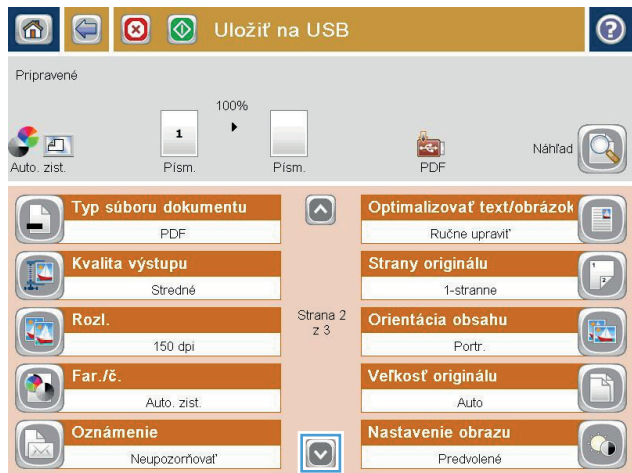 Uložiť na USB
?
Pripravené
100%
1
Auto. zist.
Písm.
Písm.
PDF
Náhľad
Typ súboru dokumentu
PDF
Kvalita výstupu
Stredné
Rozl.
150 dpi
Far./č.
Auto. zist.
Oznámenie
Neupozorňovať
Strana 2
z 3
Optimalizovať text/obrázok
Ručne upraviť
Strany originálu
1-stranne
1
2
Orientácia obsahu
Portr.
Veľkosť originálu
Auto
Nastavenie obrazu
Predvolené